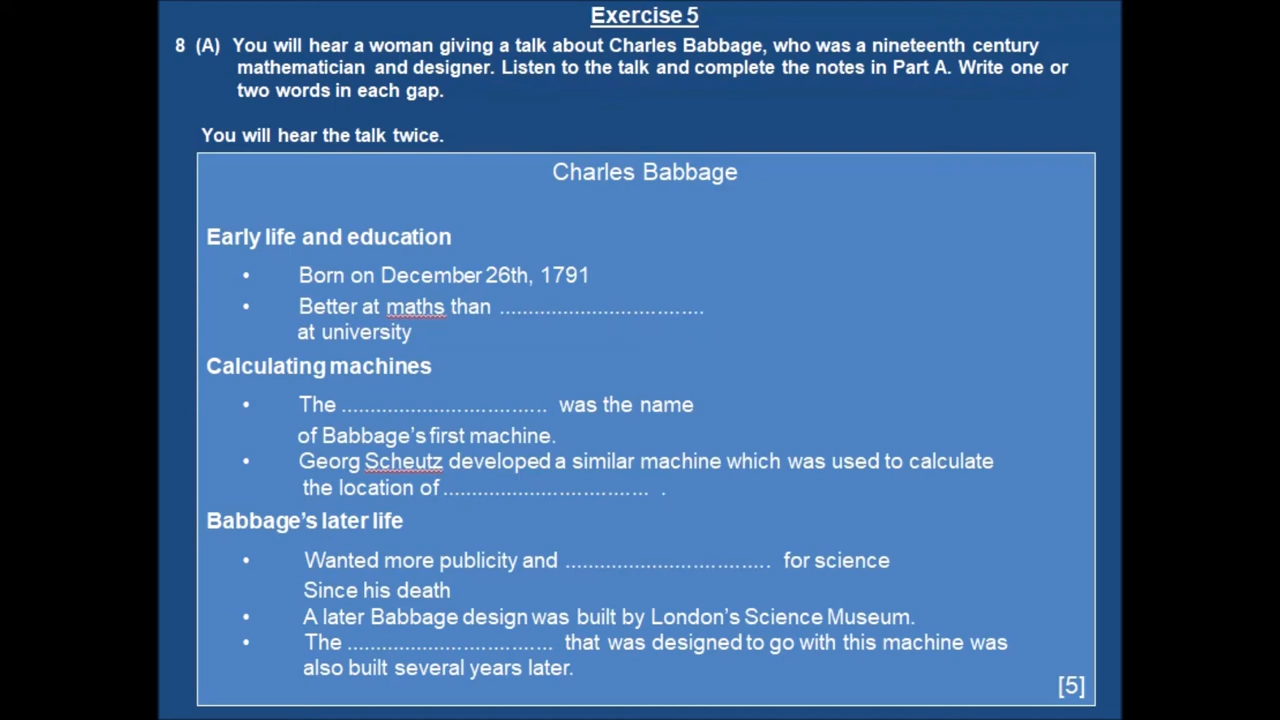 Exercise 5
8 (A) You will hear a woman giving a talk about Charles Babbage, who was a nineteenth century
mathematician and designer. Listen to the talk and complete the notes in Part A. Write one or
two words in each gap.
You will hear the talk twice.
Charles Babbage
Early life and education
• Born on December 26th, 1791
• Better at maths than ....................................
at university
Calculating machines
• The .................................... was the name
of Babbage's first machine.
• Georg Scheutz developed a similar machine which was used to calculate
the location of .................................... .
Babbage's later life
• Wanted more publicity and .................................... for science
Since his death
• A later Babbage design was built by London's Science Museum.
• The .................................... that was designed to go with this machine was
also built several years later.
[5]